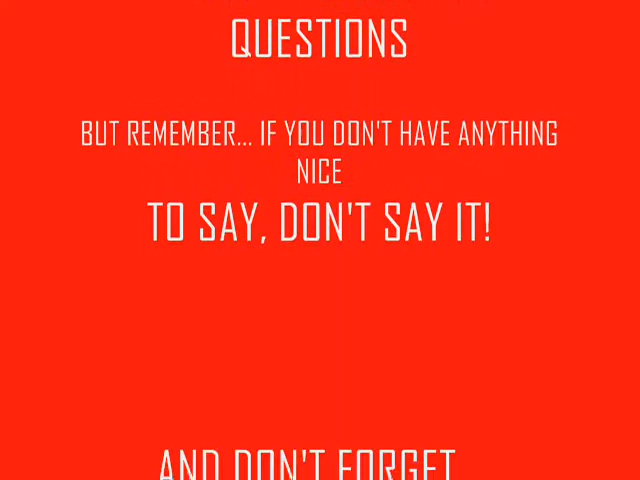 QUESTIONS
BUT REMEMBER... IF YOU DON'T HAVE ANYTHING
NICE
TO SAY, DON'T SAY IT!
AND DON'T FORGET